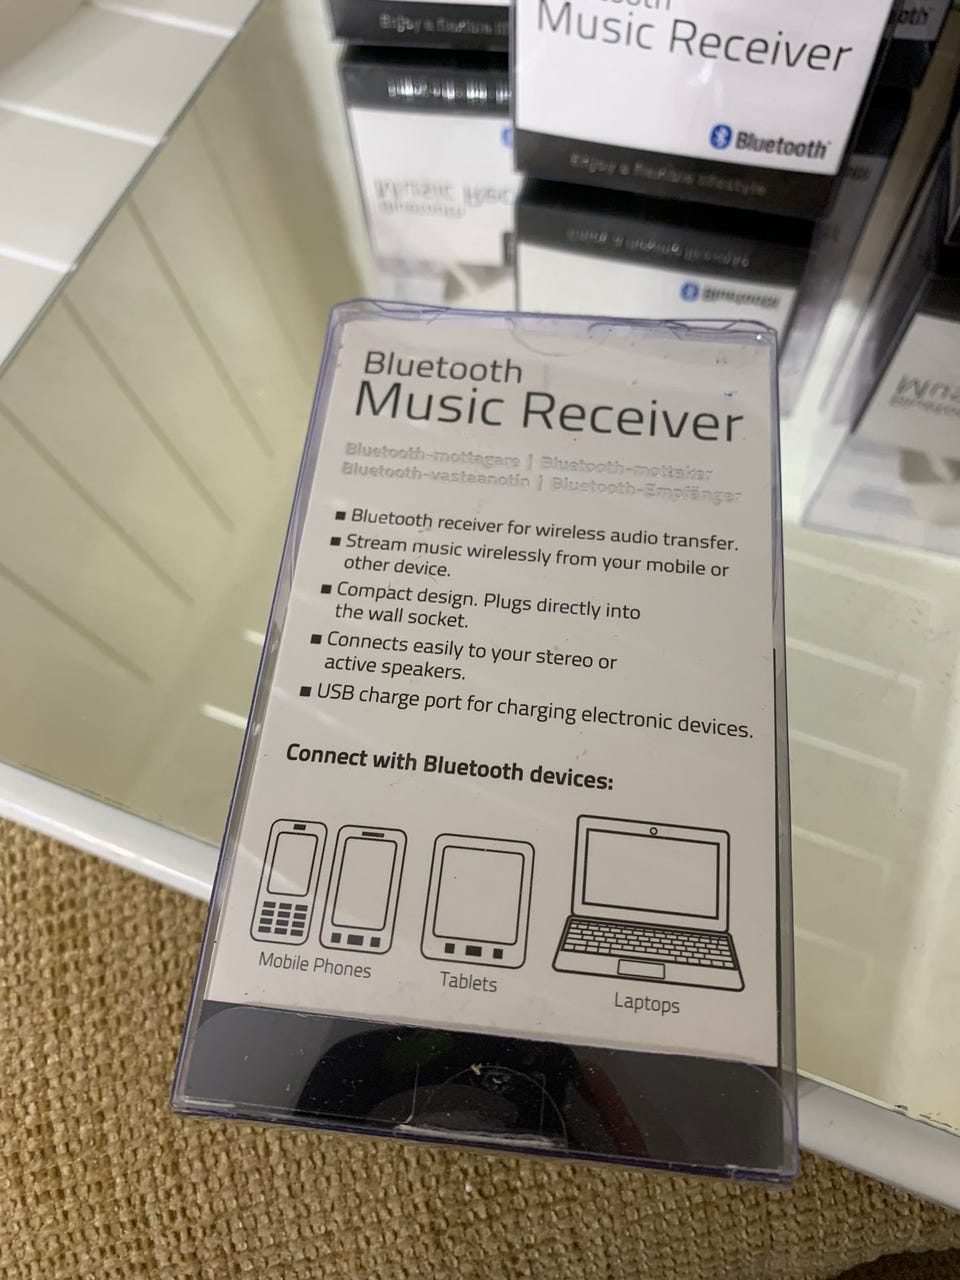 Music Receiver
Bluetooth
Enjoy a flexible lifestyle
Bluetooth
Music Receiver
Bluetooth-mottagare | Bluetooth-mottaker
Bluetooth-vastaanotin | Bluetooth-Empfänger
■ Bluetooth receiver for wireless audio transfer.
■ Stream music wirelessly from your mobile or
other device.
■ Compact design. Plugs directly into
the wall socket.
■ Connects easily to your stereo or
active speakers.
■ USB charge port for charging electronic devices.
Connect with Bluetooth devices:
Mobile Phones
Tablets
Laptops